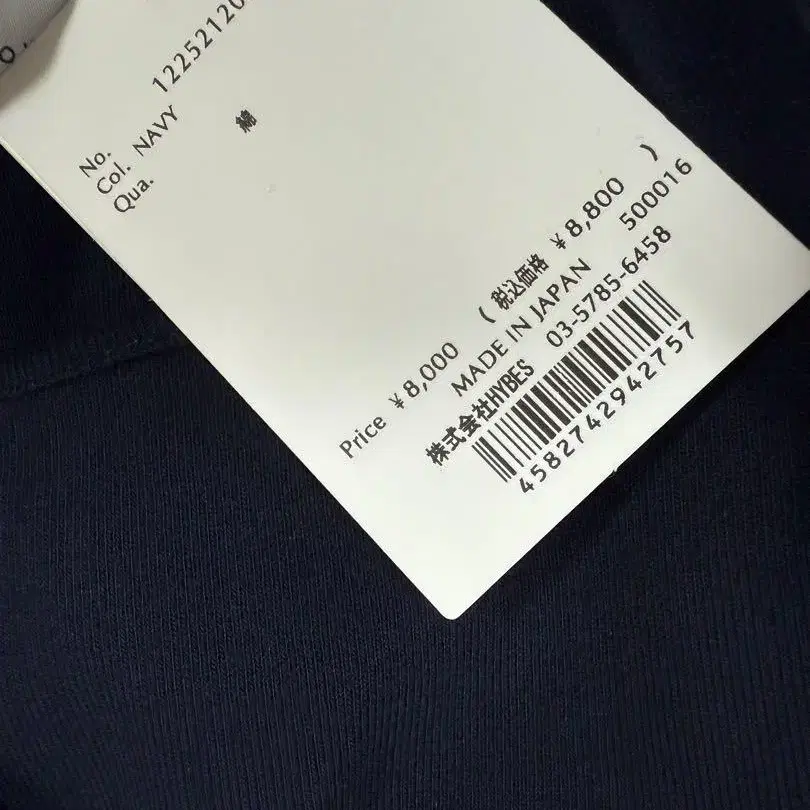 No. 12252120
Col. NAVY
Qua. 綿
Price ¥8,000 ( 税込価格 ¥8,800 )
MADE IN JAPAN 500016
株式会社HYBES 03-5785-6458
4582742942757